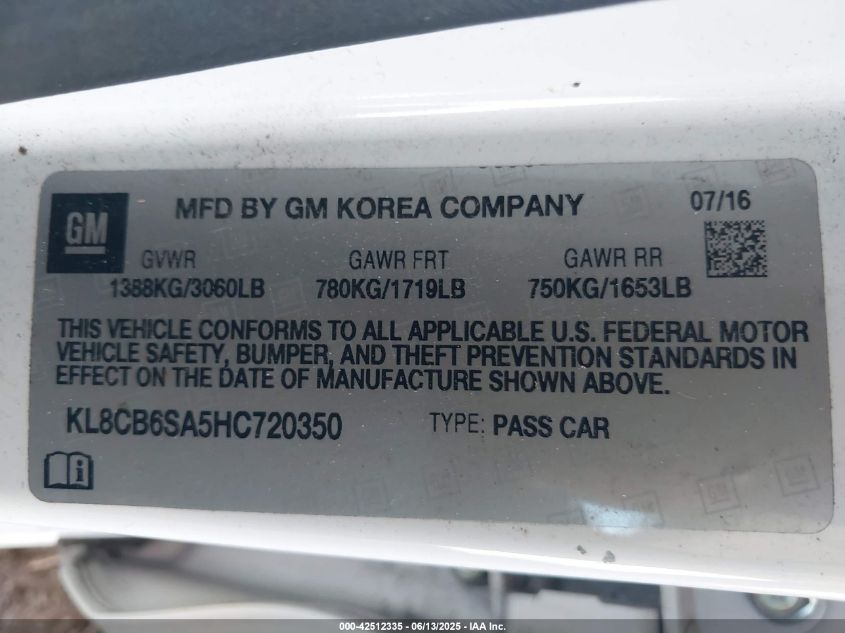 GM
MFD BY GM KOREA COMPANY
07/16
GVWR
GAWR FRT
GAWR RR
1388KG/3060LB
780KG/1719LB
750KG/1653LB
THIS VEHICLE CONFORMS TO ALL APPLICABLE U.S. FEDERAL MOTOR
VEHICLE SAFETY, BUMPER, AND THEFT PREVENTION STANDARDS IN
EFFECT ON THE DATE OF MANUFACTURE SHOWN ABOVE.
KL8CB6SA5HC720350
TYPE: PASS CAR
000-42512335 - 06/13/2025 - IAA Inc.